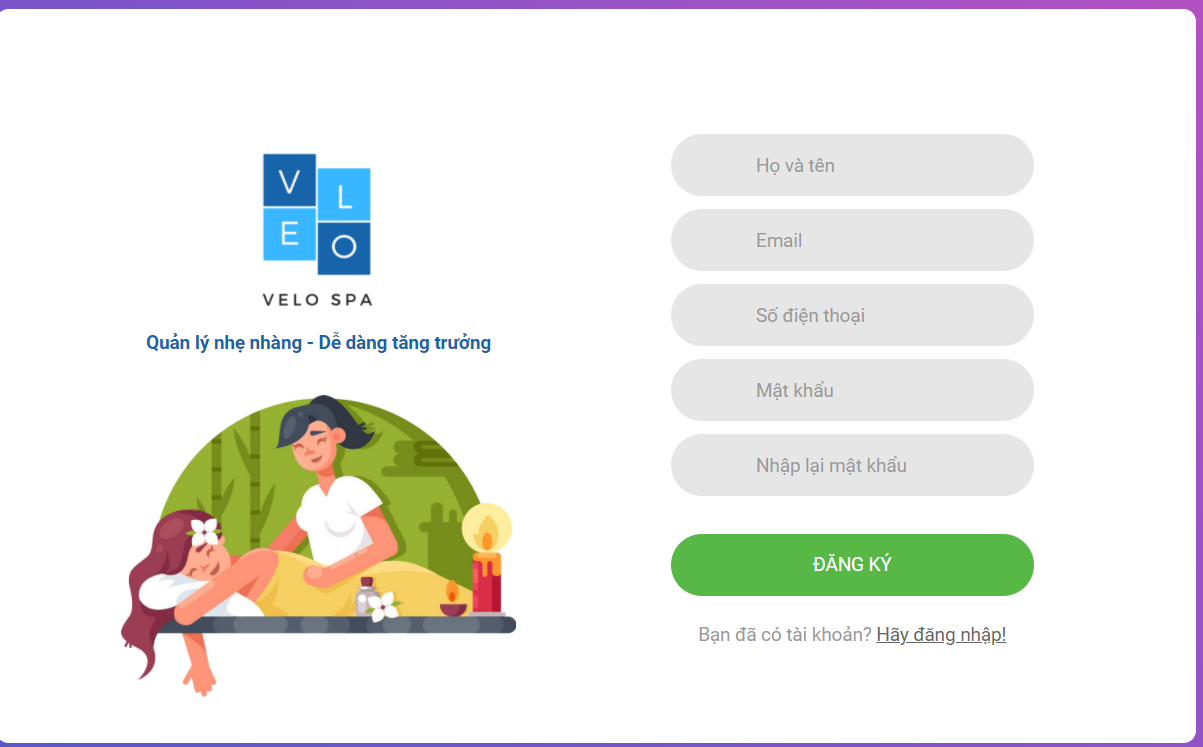 V
L
E
O
VELO SPA
Quản lý nhẹ nhàng - Dễ dàng tăng trưởng
Họ và tên
Email
Số điện thoại
Mật khẩu
Nhập lại mật khẩu
ĐĂNG KÝ
Bạn đã có tài khoản? Hãy đăng nhập!